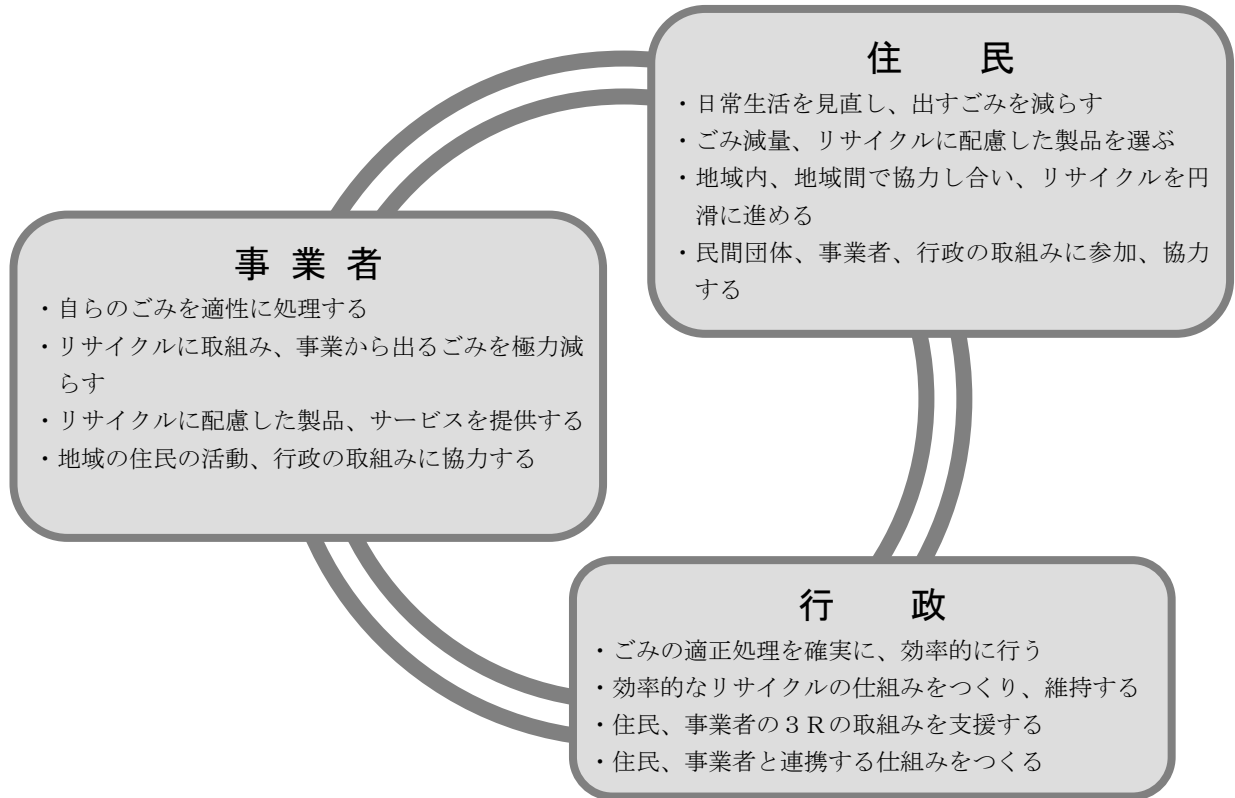 住　民
・日常生活を見直し、出すごみを減らす
・ごみ減量、リサイクルに配慮した製品を選ぶ
・地域内、地域間で協力し合い、リサイクルを円
滑に進める
・民間団体、事業者、行政の取組みに参加、協力
する
事 業 者
・自らのごみを適性に処理する
・リサイクルに取組み、事業から出るごみを極力減
らす
・リサイクルに配慮した製品、サービスを提供する
・地域の住民の活動、行政の取組みに協力する
行　政
・ごみの適正処理を確実に、効率的に行う
・効率的なリサイクルの仕組みをつくり、維持する
・住民、事業者の３Ｒの取組みを支援する
・住民、事業者と連携する仕組みをつくる